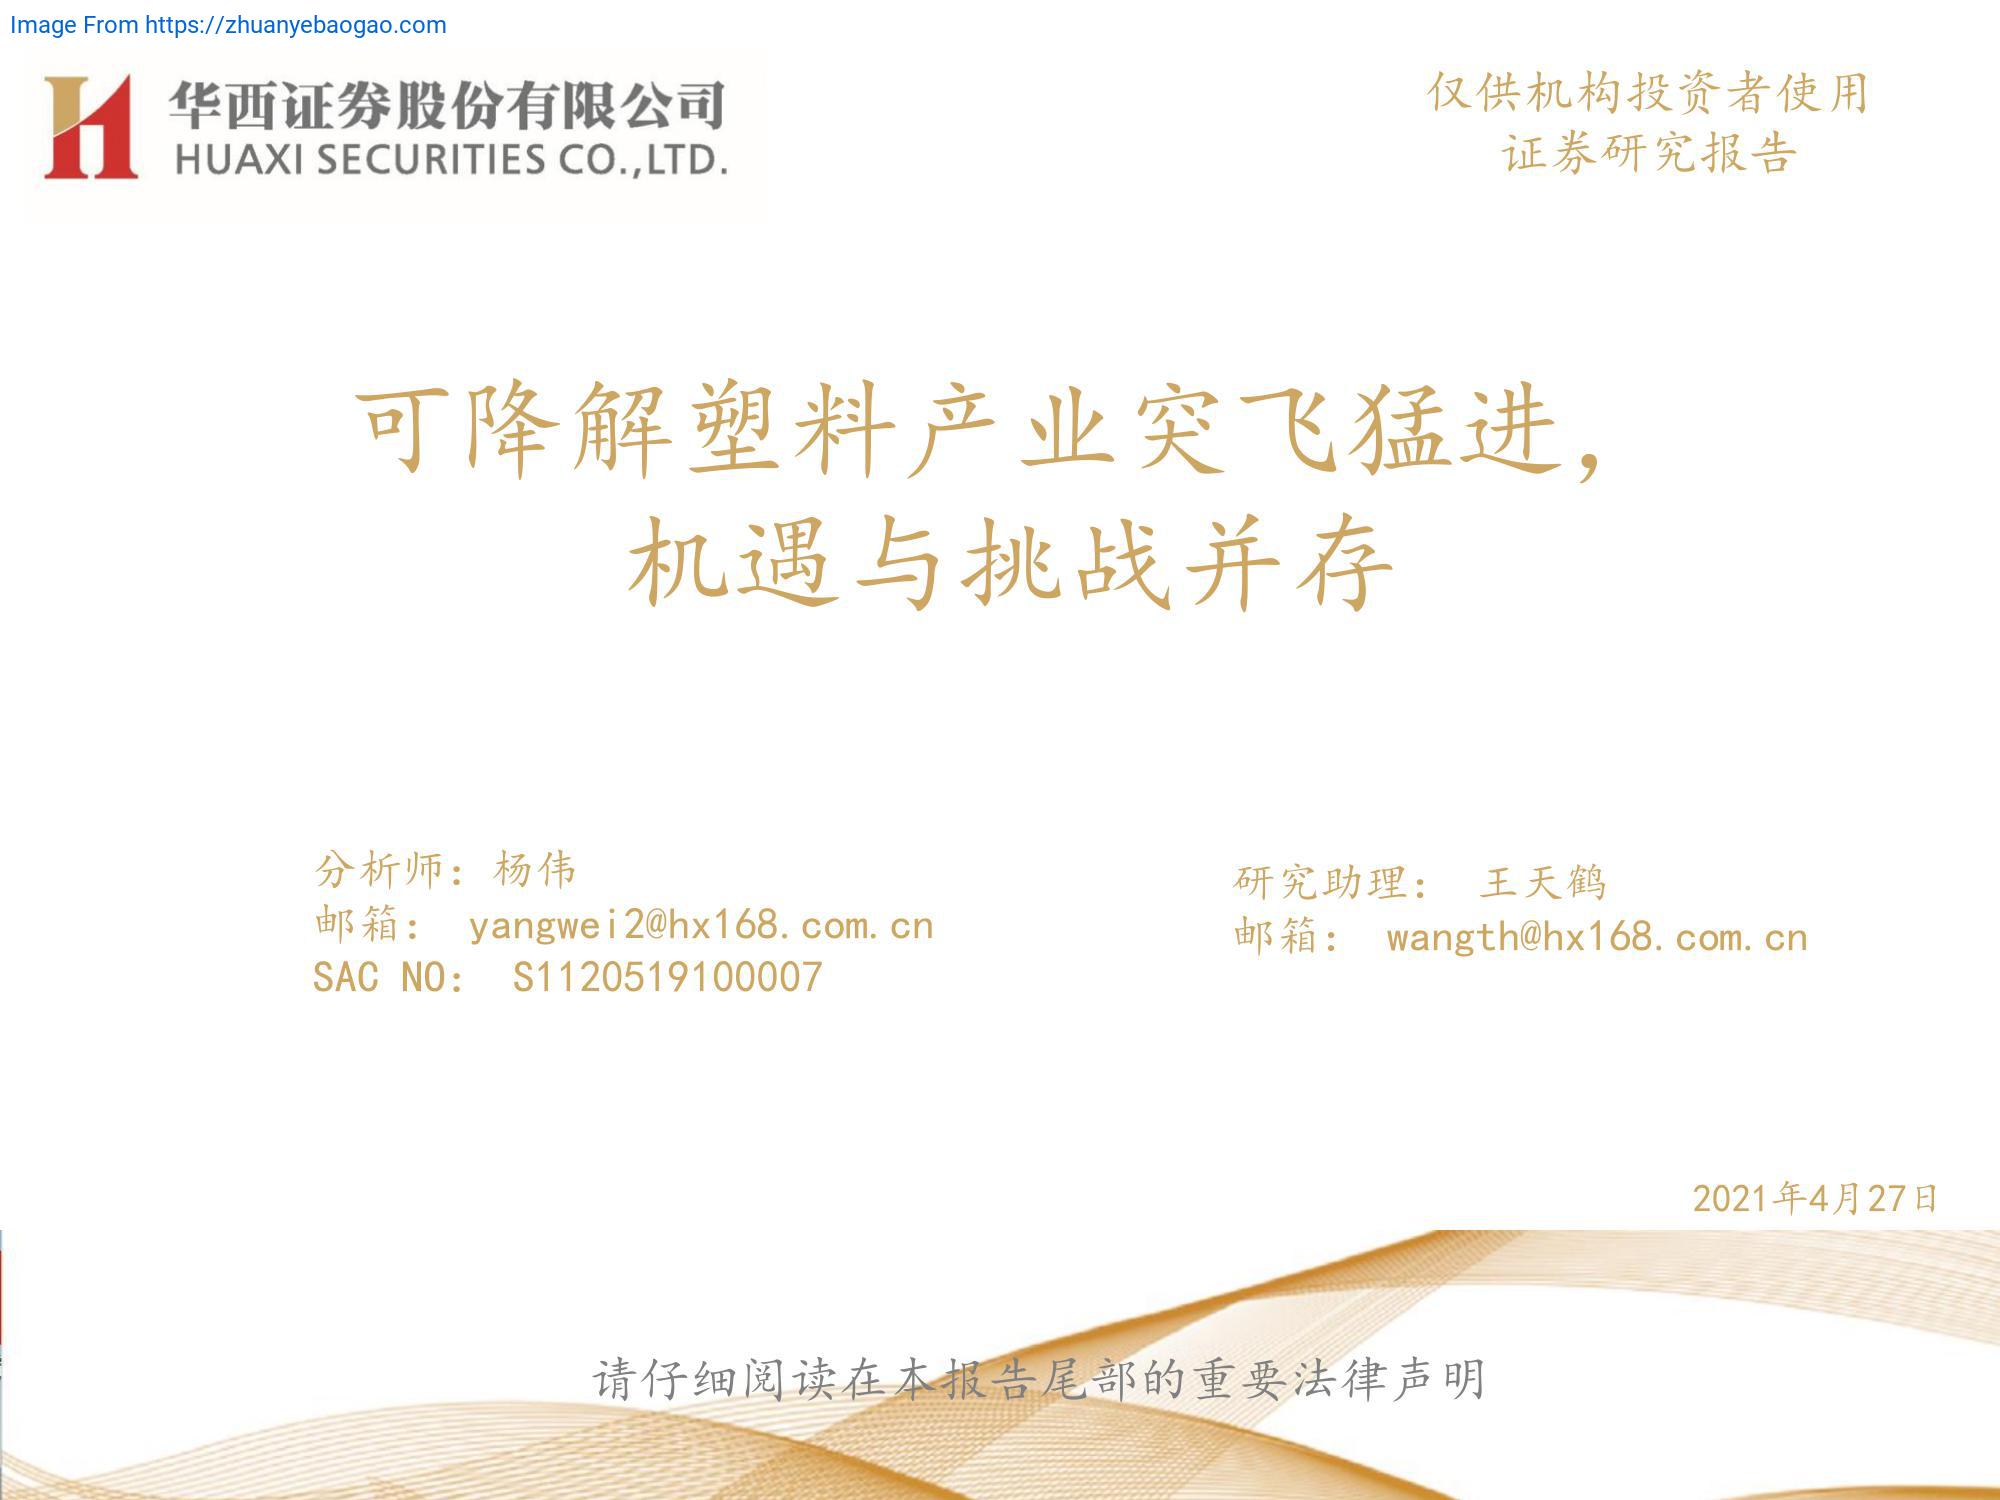 Image From https://zhuanyebaogao.com
华西证券股份有限公司
HUAXI SECURITIES CO.,LTD.
仅供机构投资者使用
证券研究报告
可降解塑料产业突飞猛进，
机遇与挑战并存
分析师：杨伟
邮箱： yangwei2@hx168.com.cn
SAC NO： S1120519100007
研究助理： 王天鹤
邮箱： wangth@hx168.com.cn
2021年4月27日
请仔细阅读在本报告尾部的重要法律声明